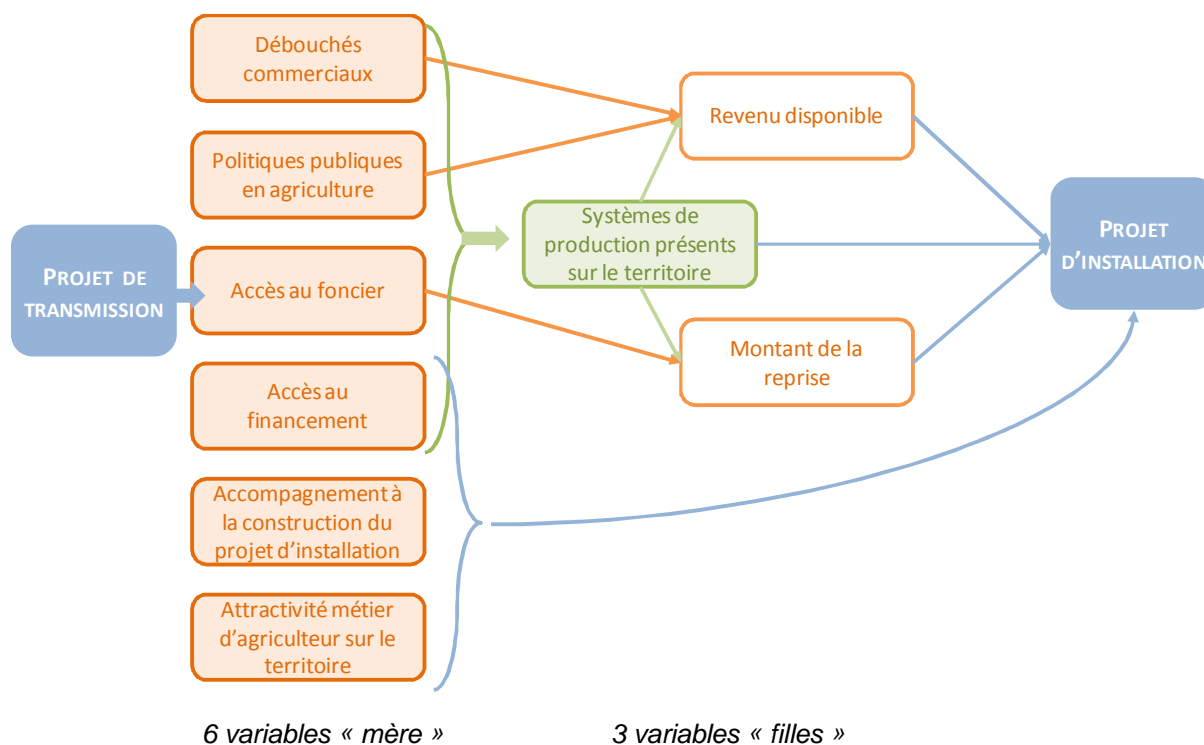 Débouchés
commerciaux
Politiques publiques
en agriculture
PROJET DE
TRANSMISSION
Accès au foncier
Accès au
financement
Accompagnement à
la construction du
projet d'installation
Attractivité métier
d'agriculteur sur le
territoire
Revenu disponible
Systèmes de
production présents
sur le territoire
Montant de la
reprise
PROJET
D'INSTALLATION
6 variables « mère »
3 variables « filles »